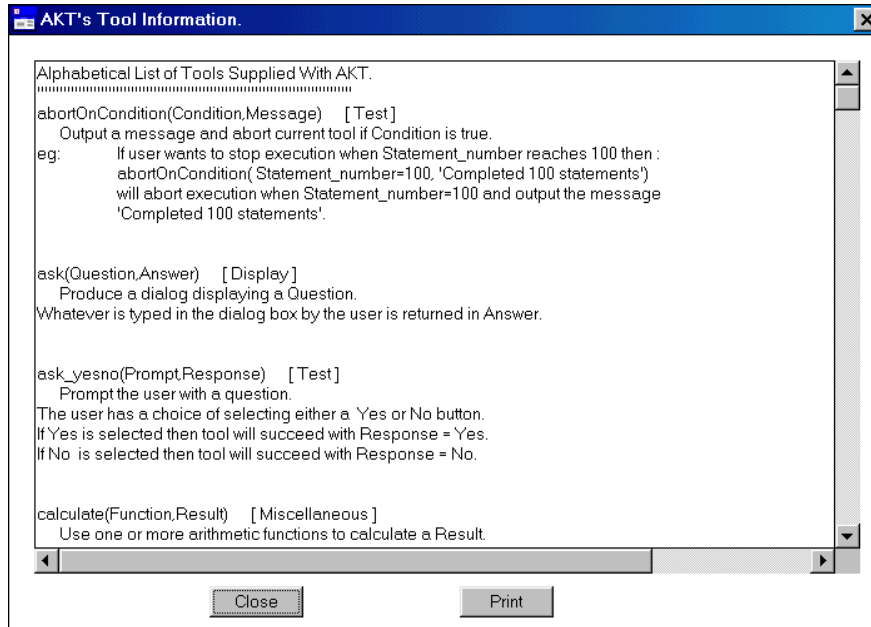 AKT's Tool Information.
Alphabetical List of Tools Supplied With AKT.
abortOnCondition(Condition,Message) [ Test ]
Output a message and abort current tool if Condition is true.
eg: If user wants to stop execution when Statement_number reaches 100 then :
abortOnCondition( Statement_number=100, 'Completed 100 statements')
will abort execution when Statement_number=100 and output the message
'Completed 100 statements'.
ask(Question,Answer) [ Display ]
Produce a dialog displaying a Question.
Whatever is typed in the dialog box by the user is returned in Answer.
ask_yesno(Prompt,Response) [ Test ]
Prompt the user with a question.
The user has a choice of selecting either a Yes or No button.
If Yes is selected then tool will succeed with Response = Yes.
If No is selected then tool will succeed with Response = No.
calculate(Function,Result) [ Miscellaneous ]
Use one or more arithmetic functions to calculate a Result.
Close Print